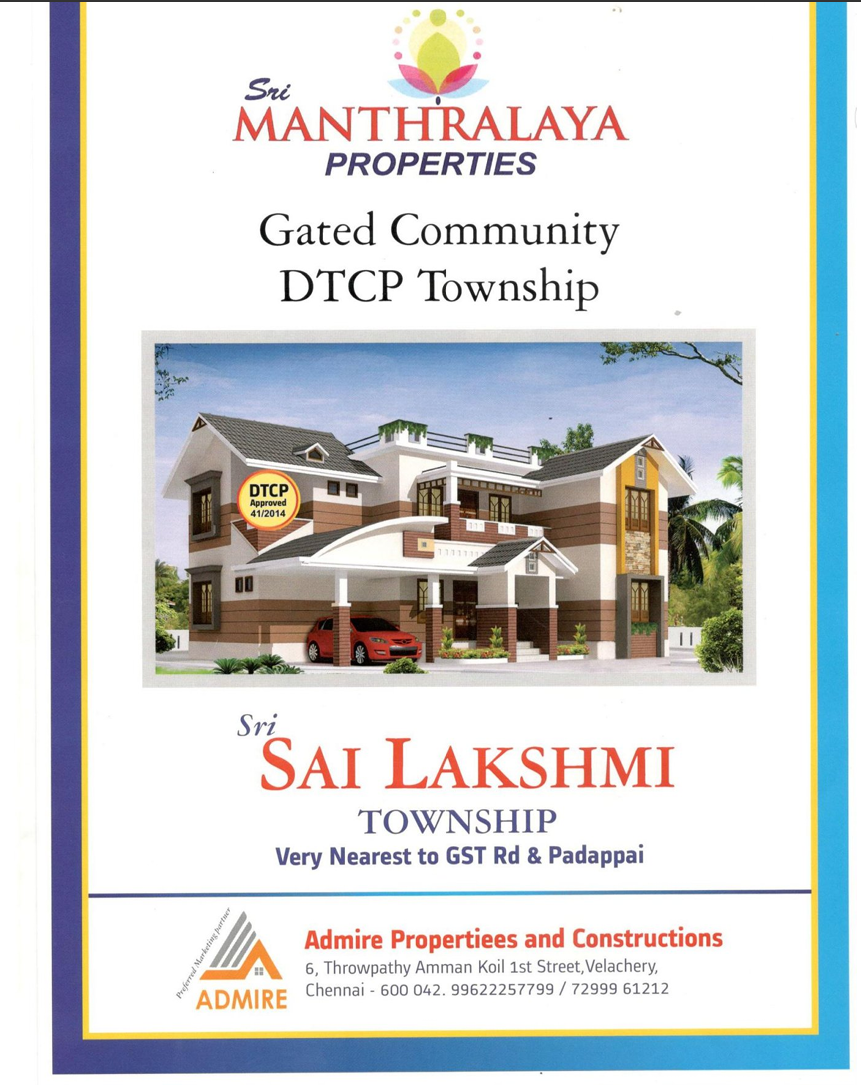 Sri
MANTHRALAYA
PROPERTIES
Gated Community
DTCP Township
DTCP
Approved
41/2014
Sri
SAI LAKSHMI
TOWNSHIP
Very Nearest to GST Rd & Padappai
Preferred Marketing partner
ADMIRE
Admire Propertiees and Constructions
6, Throwpathy Amman Koil 1st Street,Velachery,
Chennai - 600 042. 99622257799 / 72999 61212